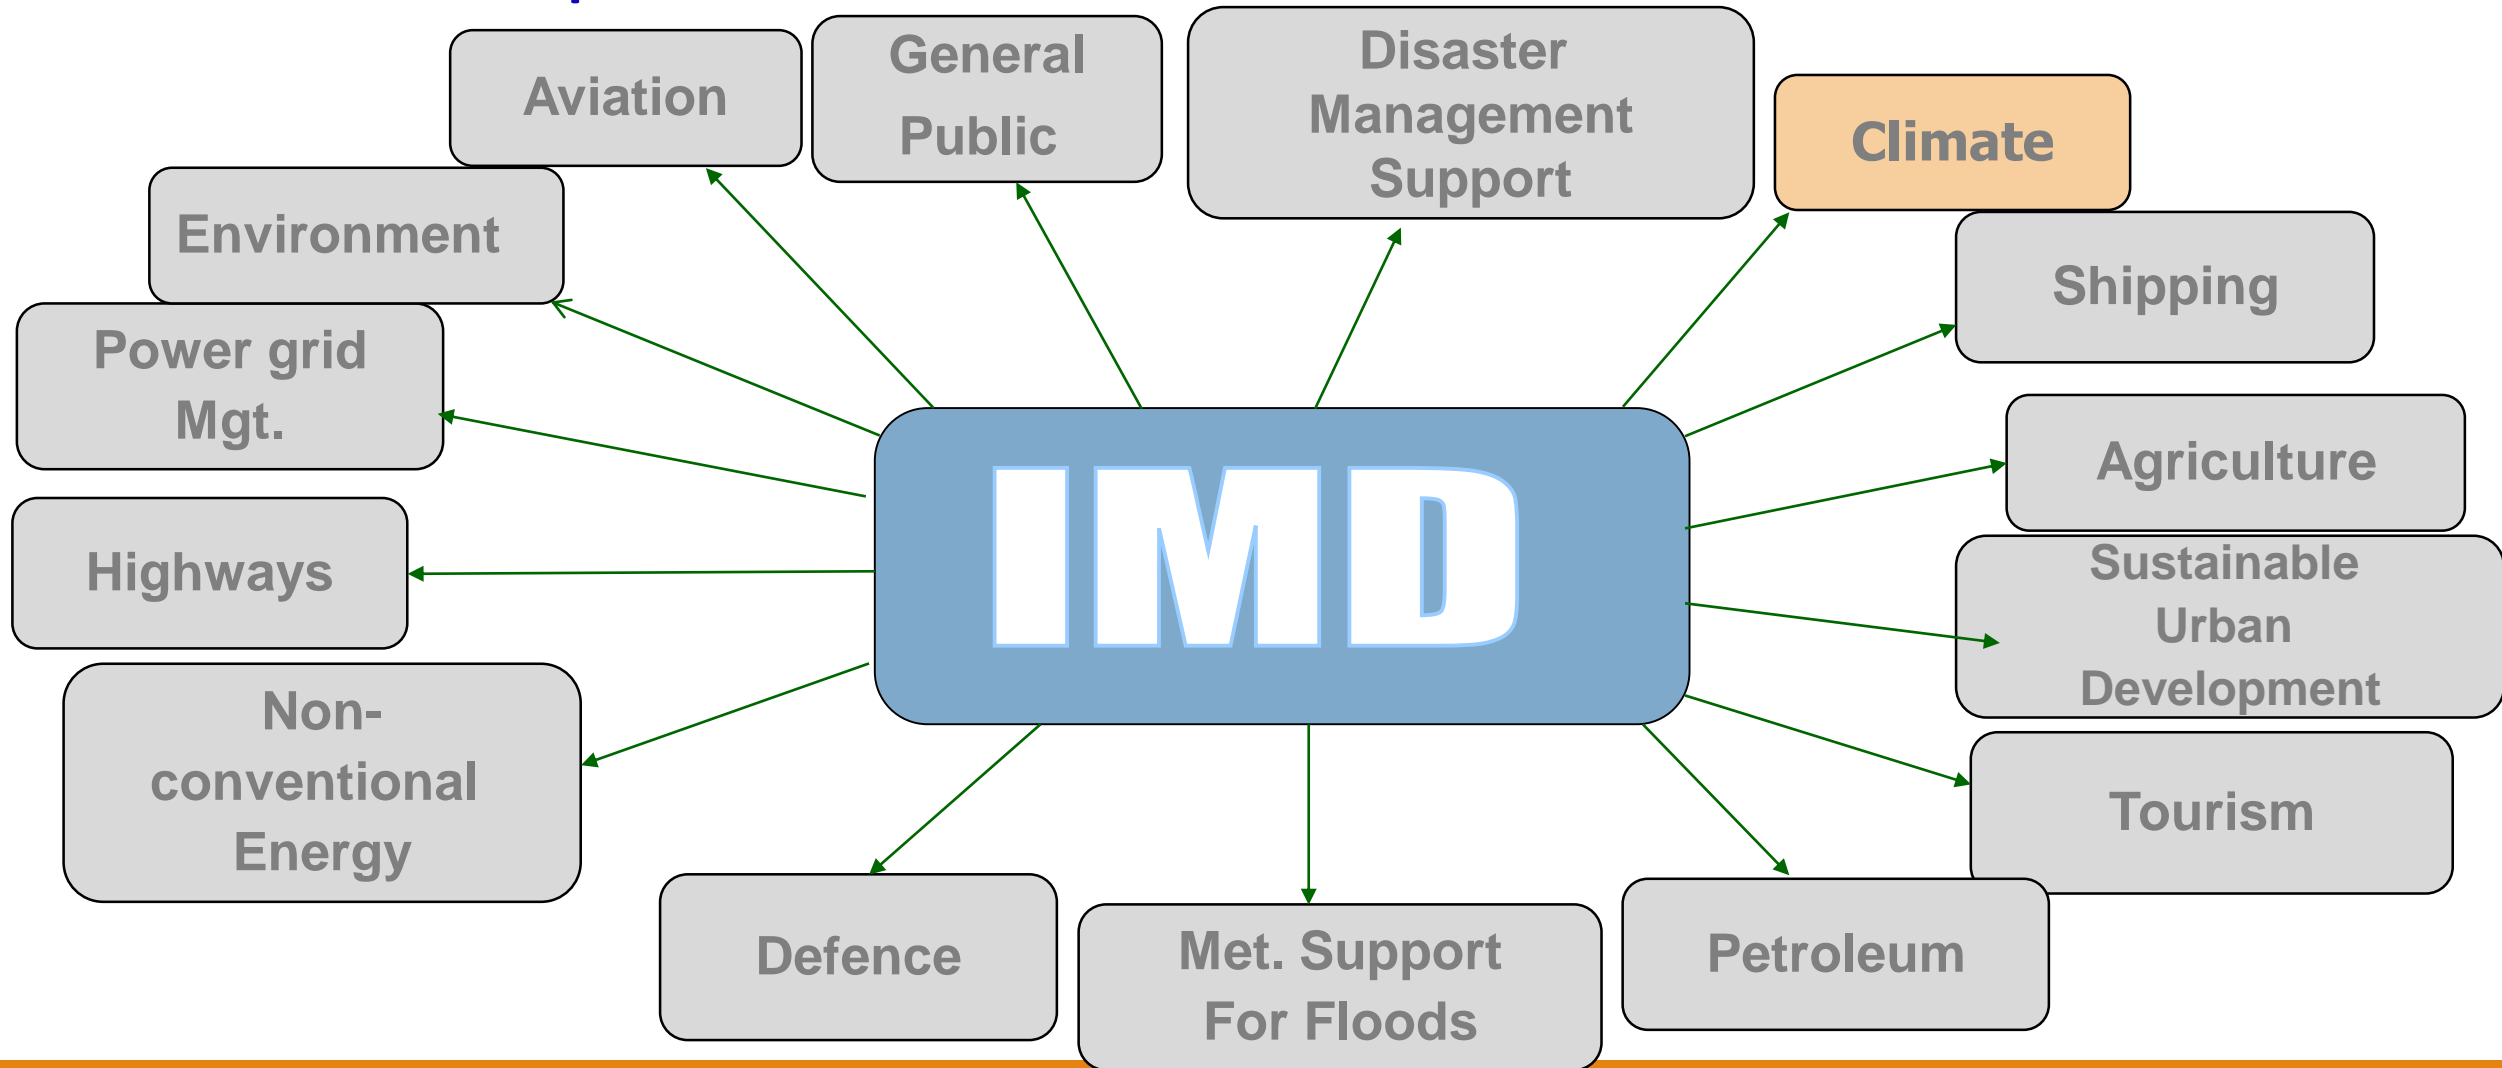 Aviation
General
Public
Disaster
Management
Support
Climate
Environment
Shipping
Power grid
Mgt.
Agriculture
IMD
Highways
Sustainable
Urban
Development
Non-
conventional
Energy
Tourism
Defence
Met. Support
For Floods
Petroleum